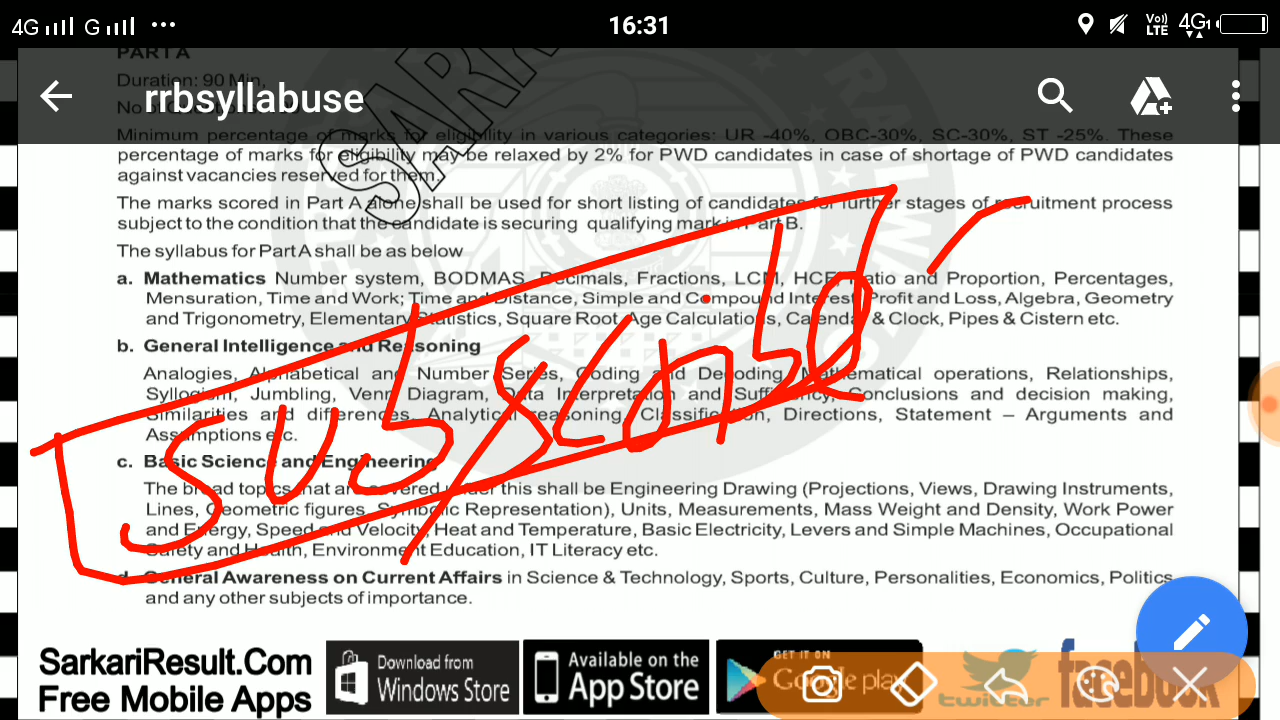 4G G ••• 16:31 Vo) LTE 4G1
PART A
Duration: 90 Min,
rrbsyllabuse
No of Questions
Minimum percentage of marks for eligibility in various categories: UR -40%, OBC-30%, SC-30%, ST -25%. These
percentage of marks for eligibility may be relaxed by 2% for PWD candidates in case of shortage of PWD candidates
against vacancies reserved for them.
The marks scored in Part A alone shall be used for short listing of candidates for further stages of recruitment process
subject to the condition that the candidate is securing qualifying mark in Part B.
The syllabus for Part A shall be as below
a. Mathematics Number system, BODMAS, Decimals, Fractions, LCM, HCF, Ratio and Proportion, Percentages,
Mensuration, Time and Work; Time and Distance, Simple and Compound Interest, Profit and Loss, Algebra, Geometry
and Trigonometry, Elementary Statistics, Square Root, Age Calculations, Calendar & Clock, Pipes & Cistern etc.
b. General Intelligence and Reasoning
Analogies, Alphabetical and Number Series, Coding and Decoding, Mathematical operations, Relationships,
Syllogism, Jumbling, Venn Diagram, Data Interpretation and Sufficiency, Conclusions and decision making,
Similarities and differences, Analytical reasoning, Classification, Directions, Statement – Arguments and
Assumptions etc.
c. Basic Science and Engineering
The broad topics that are covered under this shall be Engineering Drawing (Projections, Views, Drawing Instruments,
Lines, Geometric figures, Symbolic Representation), Units, Measurements, Mass Weight and Density, Work Power
and Energy, Speed and Velocity, Heat and Temperature, Basic Electricity, Levers and Simple Machines, Occupational
Safety and Health, Environment Education, IT Literacy etc.
d. General Awareness on Current Affairs in Science & Technology, Sports, Culture, Personalities, Economics, Politics
and any other subjects of importance.
SarkariResult.Com
Free Mobile Apps
Download from
Windows Store
Available on the
App Store
GET IT ON
Google play
twitter
facebook